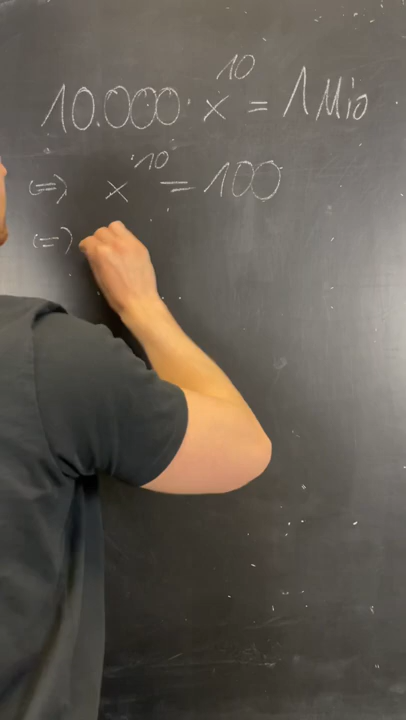 10.000 · x^10 = 1 Mio
(=) x^10 = 100
(=)